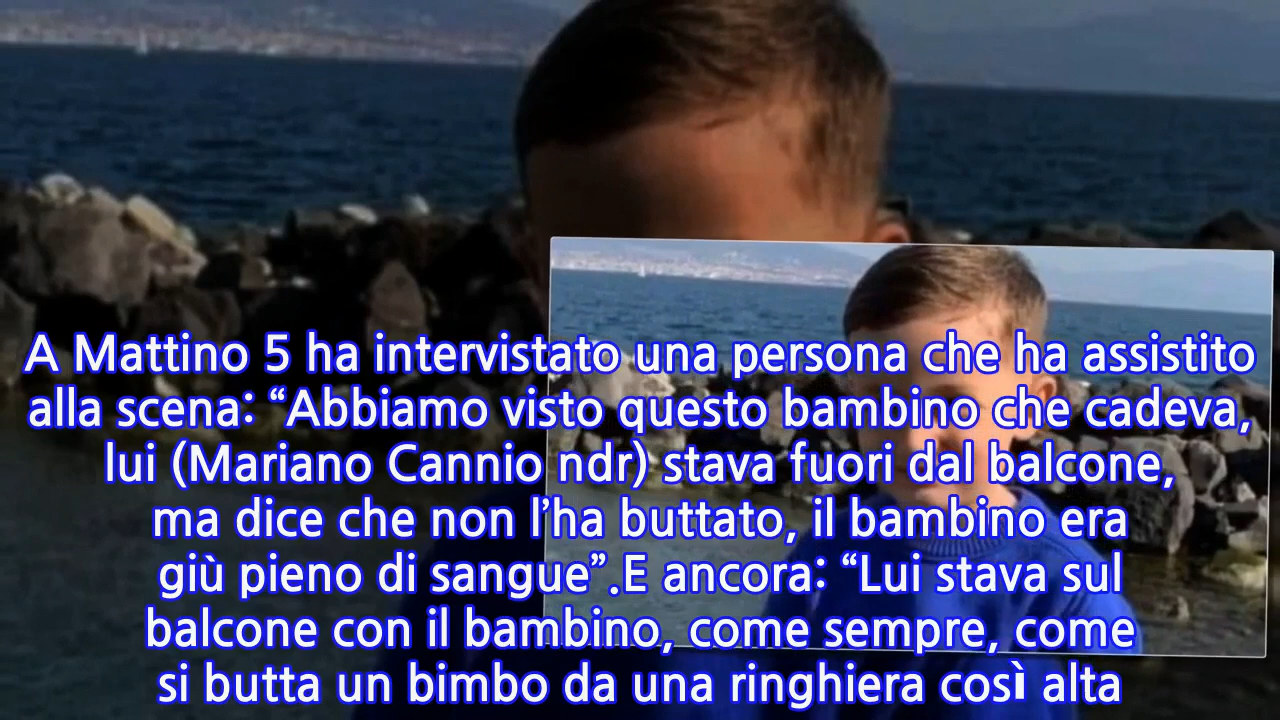 A Mattino 5 ha intervistato una persona che ha assistito
alla scena: “Abbiamo visto questo bambino che cadeva,
lui (Mariano Cannio ndr) stava fuori dal balcone,
ma dice che non l’ha buttato, il bambino era
giù pieno di sangue”.E ancora: “Lui stava sul
balcone con il bambino, come sempre, come
si butta un bimbo da una ringhiera così alta